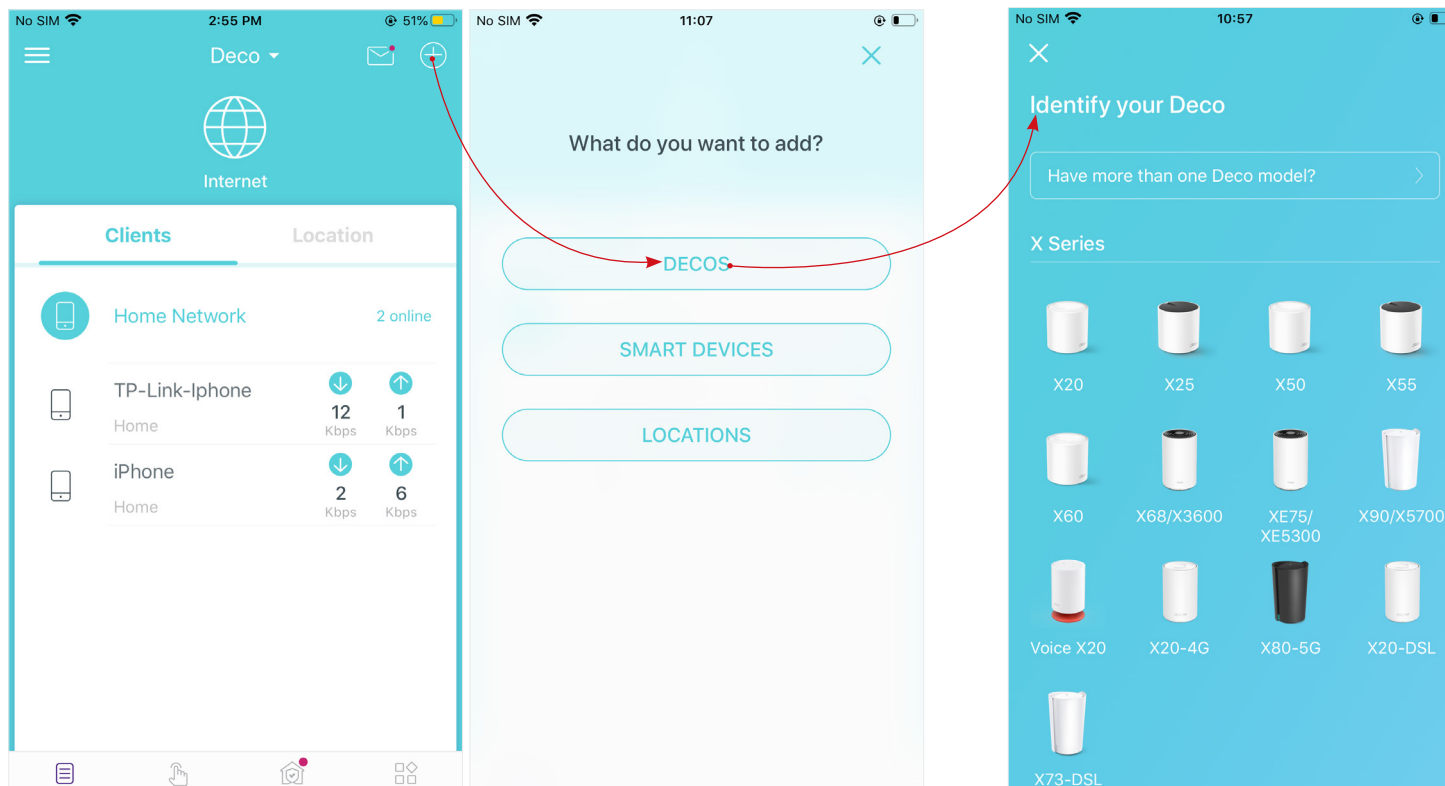 No SIM 2:55 PM 51%
Deco
Internet
Clients Location
Home Network 2 online
TP-Link-Iphone 12 1
Home Kbps Kbps
iPhone 2 6
Home Kbps Kbps
No SIM 11:07
What do you want to add?
DECOS
SMART DEVICES
LOCATIONS
No SIM 10:57
Identify your Deco
Have more than one Deco model?
X Series
X20 X25 X50 X55
X60 X68/X3600 XE75/ X90/X5700
XE5300
Voice X20 X20-4G X80-5G X20-DSL
X73-DSL